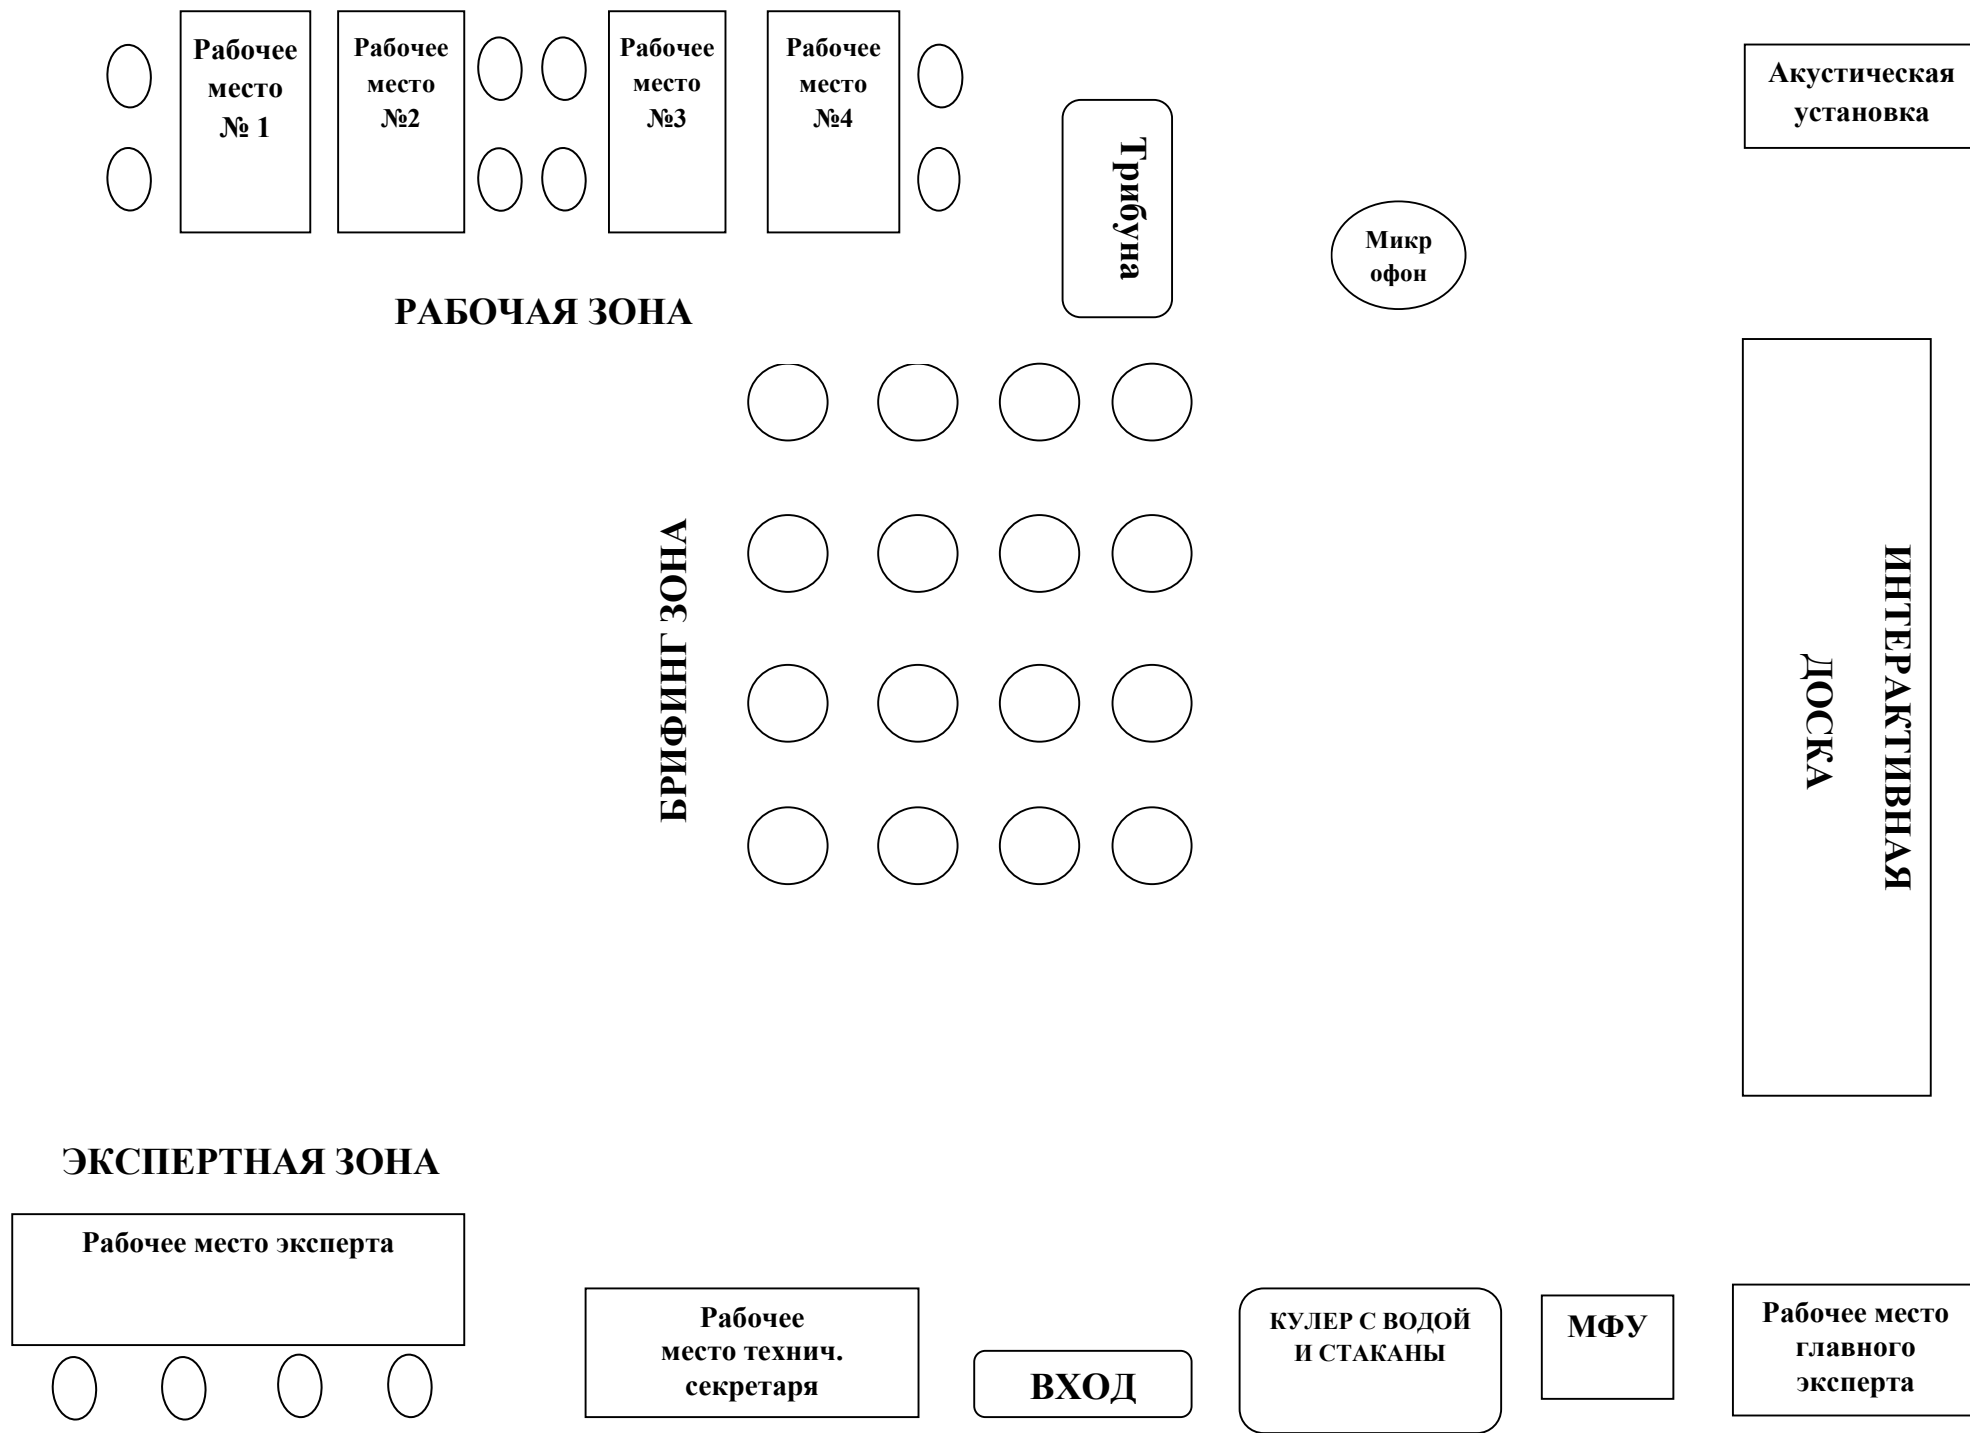 Рабочее
место
№ 1
Рабочее
место
№2
Рабочее
место
№3
Рабочее
место
№4
Трибуна
Микр
офон
Акустическая
установка
РАБОЧАЯ ЗОНА
БРИФИНГ ЗОНА
ИНТЕРАКТИВНАЯ
ДОСКА
ЭКСПЕРТНАЯ ЗОНА
Рабочее место эксперта
Рабочее
место технич.
секретаря
ВХОД
КУЛЕР С ВОДОЙ
И СТАКАНЫ
МФУ
Рабочее место
главного
эксперта